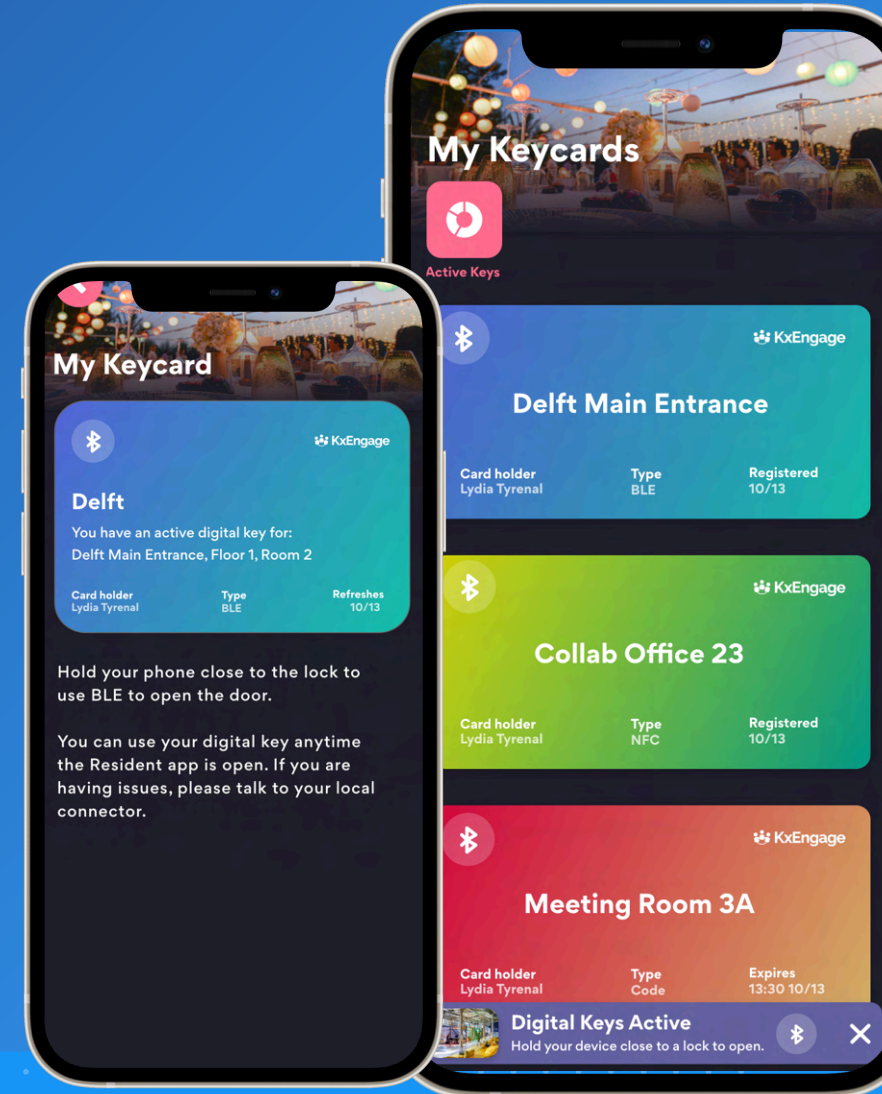 My Keycard
KxEngage
Delft
You have an active digital key for:
Delft Main Entrance, Floor 1, Room 2
Card holder Type Refreshes
Lydia Tyrenal BLE 10/13
Hold your phone close to the lock to
use BLE to open the door.
You can use your digital key anytime
the Resident app is open. If you are
having issues, please talk to your local
connector.
My Keycards
Active Keys
KxEngage
Delft Main Entrance
Card holder Type Registered
Lydia Tyrenal BLE 10/13
KxEngage
Collab Office 23
Card holder Type Registered
Lydia Tyrenal NFC 10/13
KxEngage
Meeting Room 3A
Card holder Type Expires
Lydia Tyrenal Code 13:30 10/13
Digital Keys Active
Hold your device close to a lock to open.